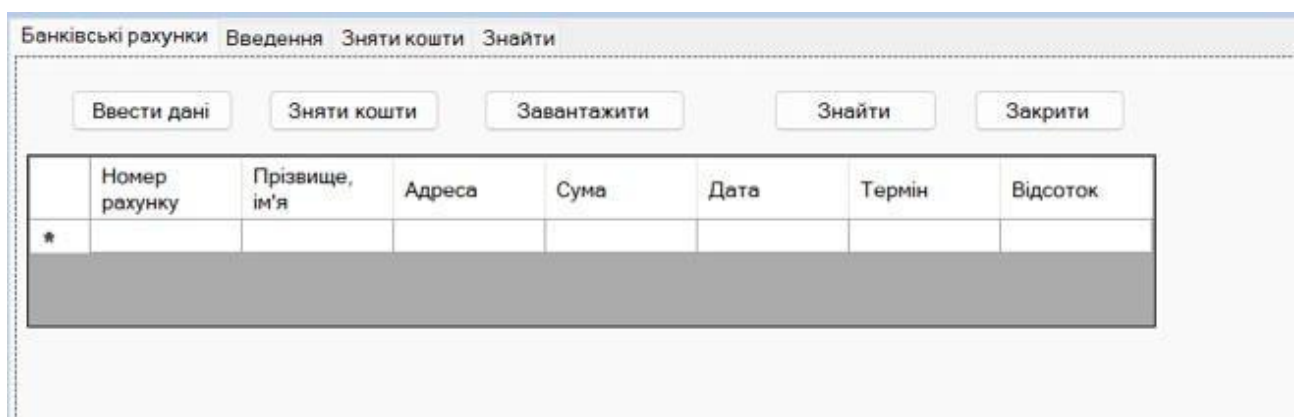 Банківські рахунки Введення Зняти кошти Знайти
Ввести дані Зняти кошти Завантажити Знайти Закрити
Номер рахунку Прізвище, ім'я Адреса Сума Дата Термін Відсоток
*